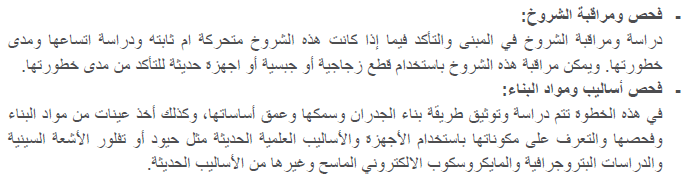 - فحص ومراقبة الشروخ:
دراسة ومراقبة الشروخ في المبنى والتأكد فيما إذا كانت هذه الشروخ متحركة ام ثابته ودراسة اتساعها ومدى
خطورتها. ويمكن مراقبة هذه الشروخ باستخدام قطع زجاجية أو جبسية أو اجهزة حديثة للتأكد من مدى خطورتها.
- فحص أساليب ومواد البناء:
في هذه الخطوة تتم دراسة وتوثيق طريقة بناء الجدران وسمكها وعمق أساساتها، وكذلك أخذ عينات من مواد البناء
وفحصها والتعرف على مكوناتها باستخدام الأجهزة والأساليب العلمية الحديثة مثل حيود أو تفلور الأشعة السينية
والدراسات البتروجرافية والمايكروسكوب الالكتروني الماسح وغيرها من الأساليب الحديثة.